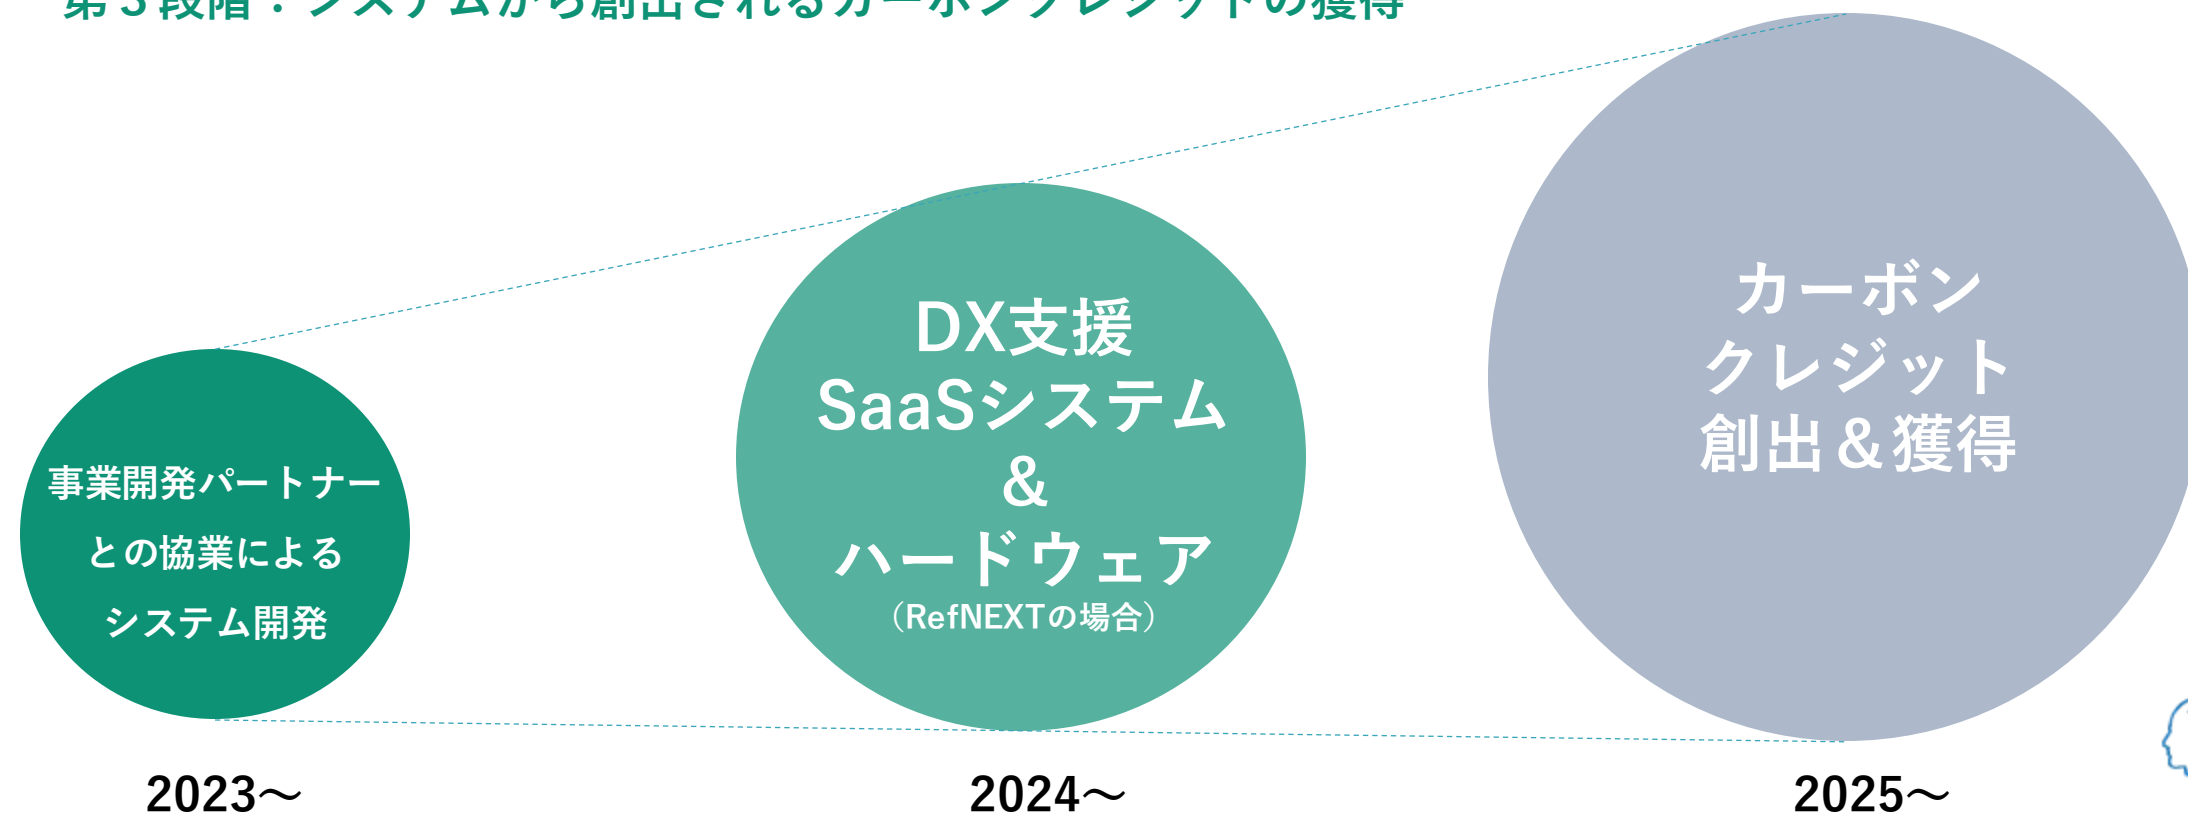 第３段階：システムから創出されるカーボンクレジットの獲得
事業開発パートナー
との協業による
システム開発
DX支援
SaaSシステム
&
ハードウェア
（RefNEXTの場合）
カーボン
クレジット
創出＆獲得
2023～
2024～
2025～